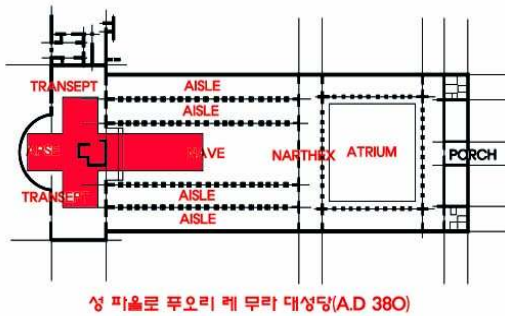 TRANSEPT
AISLE
AISLE
APSE
NAVE
NARTHEX
ATRIUM
PORCH
TRANSEPT
AISLE
AISLE
성 파울로 푸오리 레 무라 대성당(A.D 380)